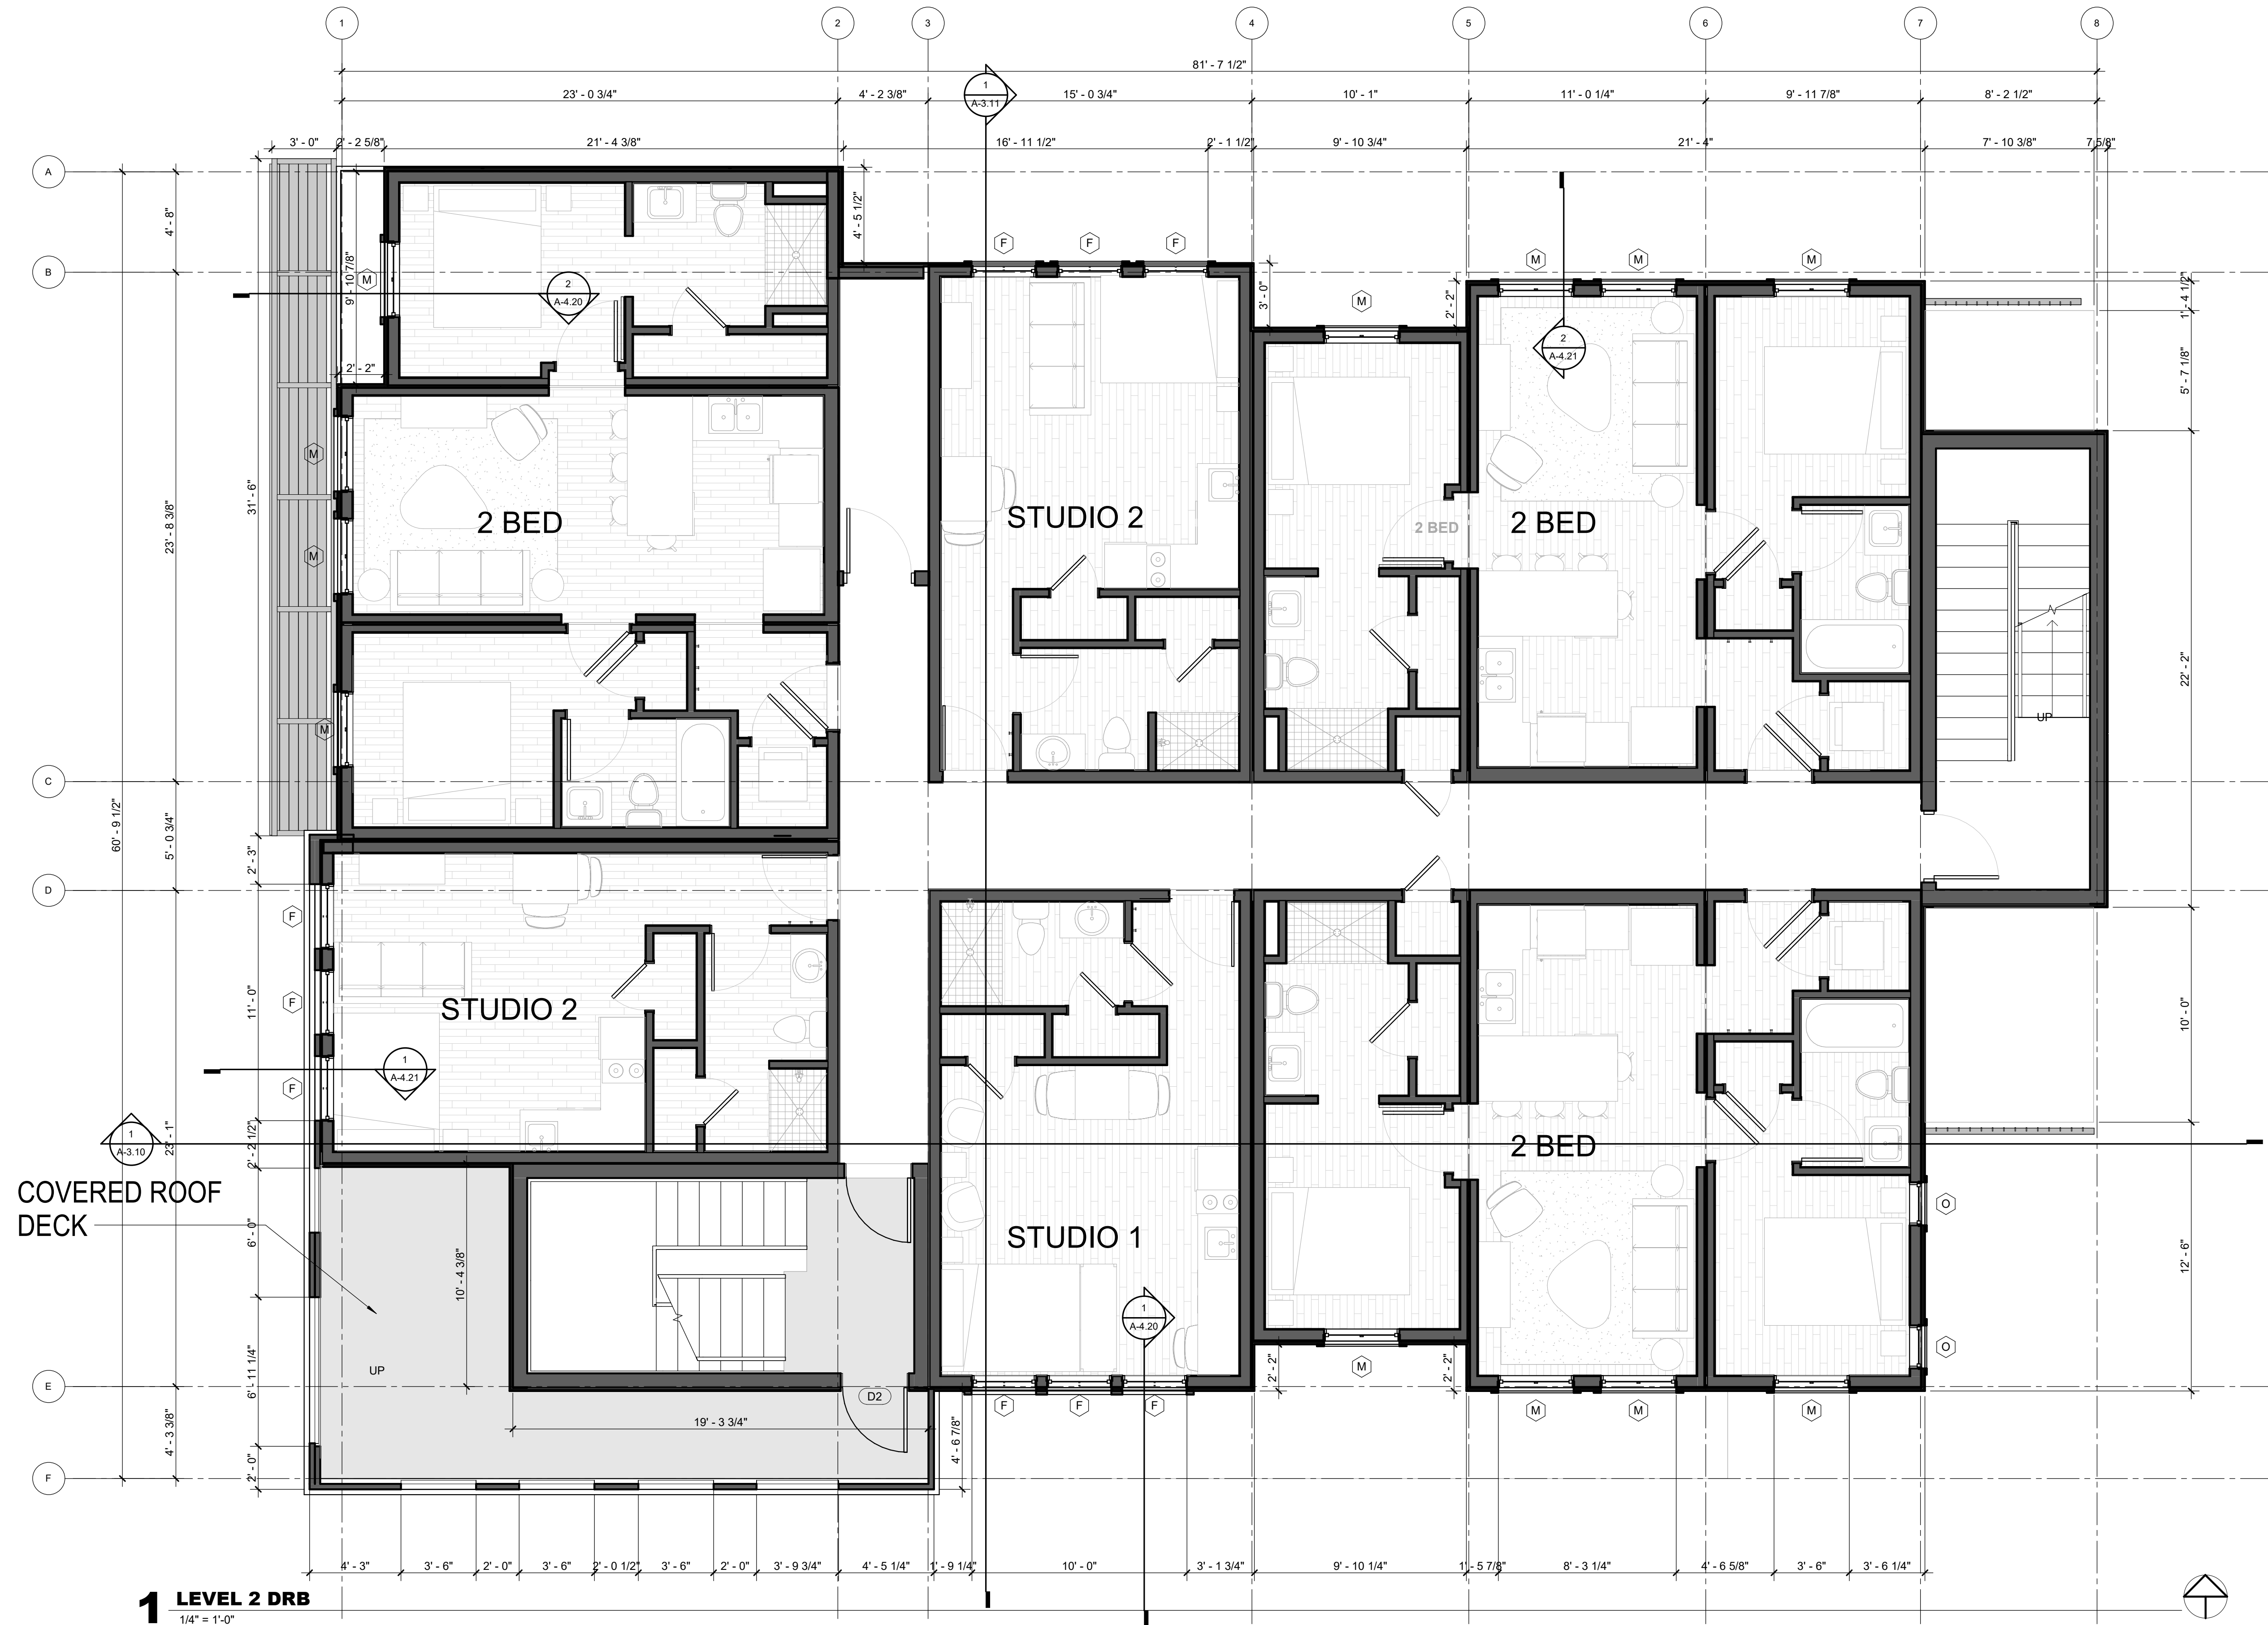 1 2 3 4 5 6 7 8
81' - 7 1/2"
23' - 0 3/4" 4' - 2 3/8" 15' - 0 3/4" 10' - 1" 11' - 0 1/4" 9' - 11 7/8" 8' - 2 1/2"
1
A-3.11
3' - 0" 2' - 2 5/8" 21' - 4 3/8" 16' - 11 1/2" 2' - 1 1/2" 9' - 10 3/4" 21' - 4" 7' - 10 3/8" 7 5/8"
A
4' - 8"
4' - 5 1/2"
B
9' - 10 7/8"
M
2
A-4.20
F F F
3' - 0"
M
2' - 2"
M M M
1' - 4 1/2"
2
A-4.21
2' - 2"
5' - 7 1/8"
M
31' - 6"
23' - 8 3/8"
2 BED
STUDIO 2
2 BED
2 BED
M
22' - 2"
M
UP
C
60' - 9 1/2"
5' - 0 3/4"
2' - 3"
D
F
11' - 0"
F
STUDIO 2
10' - 0"
1
A-4.21
F
1
A-3.10
23' - 1"
2' - 2 1/2"
2 BED
COVERED ROOF
DECK
6' - 0"
10' - 4 3/8"
STUDIO 1
O
12' - 6"
1
A-4.20
6' - 11 1/4"
UP
O
E
D2
2' - 2"
M
2' - 2"
F F F
M M M
4' - 3 3/8"
19' - 3 3/4"
4' - 6 7/8"
F
2' - 0"
4' - 3" 3' - 6" 2' - 0" 3' - 6" 2' - 0 1/2" 3' - 6" 2' - 0" 3' - 9 3/4" 4' - 5 1/4" 1' - 9 1/4" 10' - 0" 3' - 1 3/4" 9' - 10 1/4" 1' - 5 7/8" 8' - 3 1/4" 4' - 6 5/8" 3' - 6" 3' - 6 1/4"
1 LEVEL 2 DRB
1/4" = 1'-0"